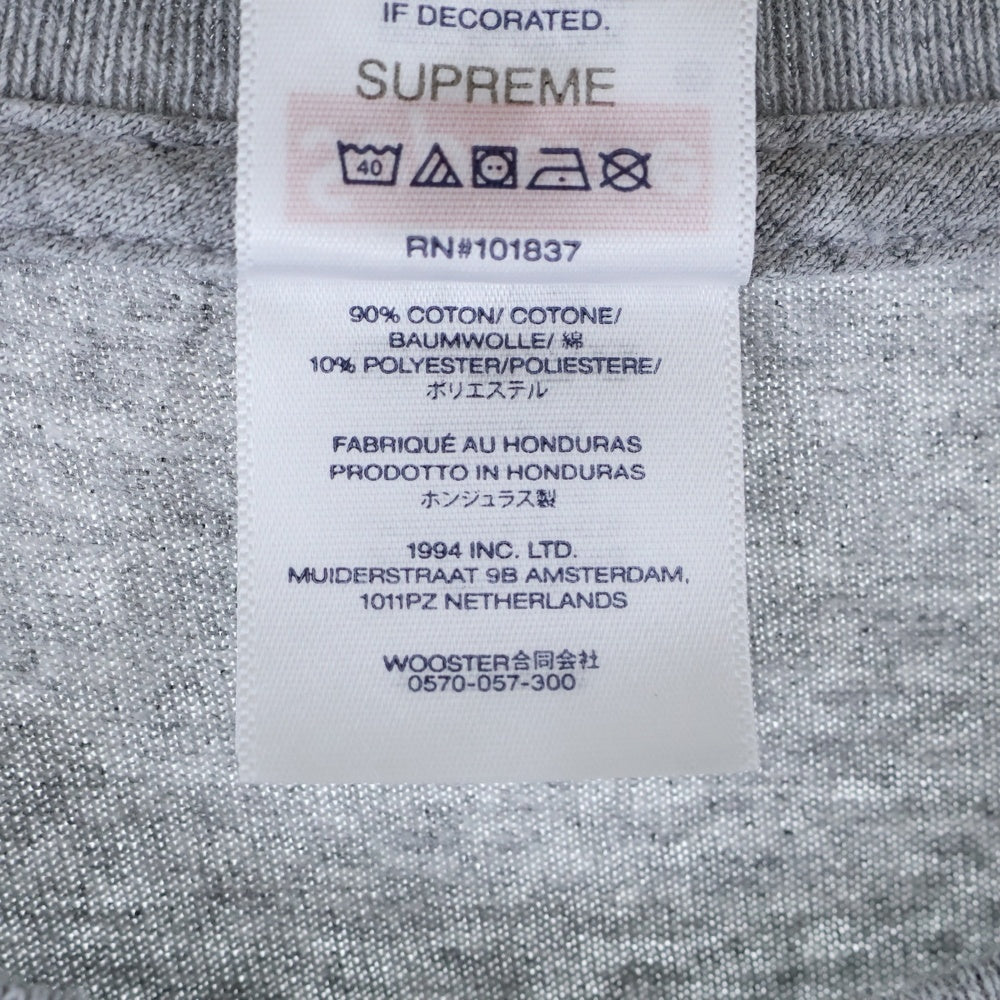 IF DECORATED.
SUPREME
40
RN#101837
90% COTON/ COTONE/
BAUMWOLLE/ 綿
10% POLYESTER/POLIESTERE/
ポリエステル
FABRIQUÉ AU HONDURAS
PRODOTTO IN HONDURAS
ホンジュラス製
1994 INC. LTD.
MUIDERSTRAAT 9B AMSTERDAM,
1011PZ NETHERLANDS
WOOSTER合同会社
0570-057-300